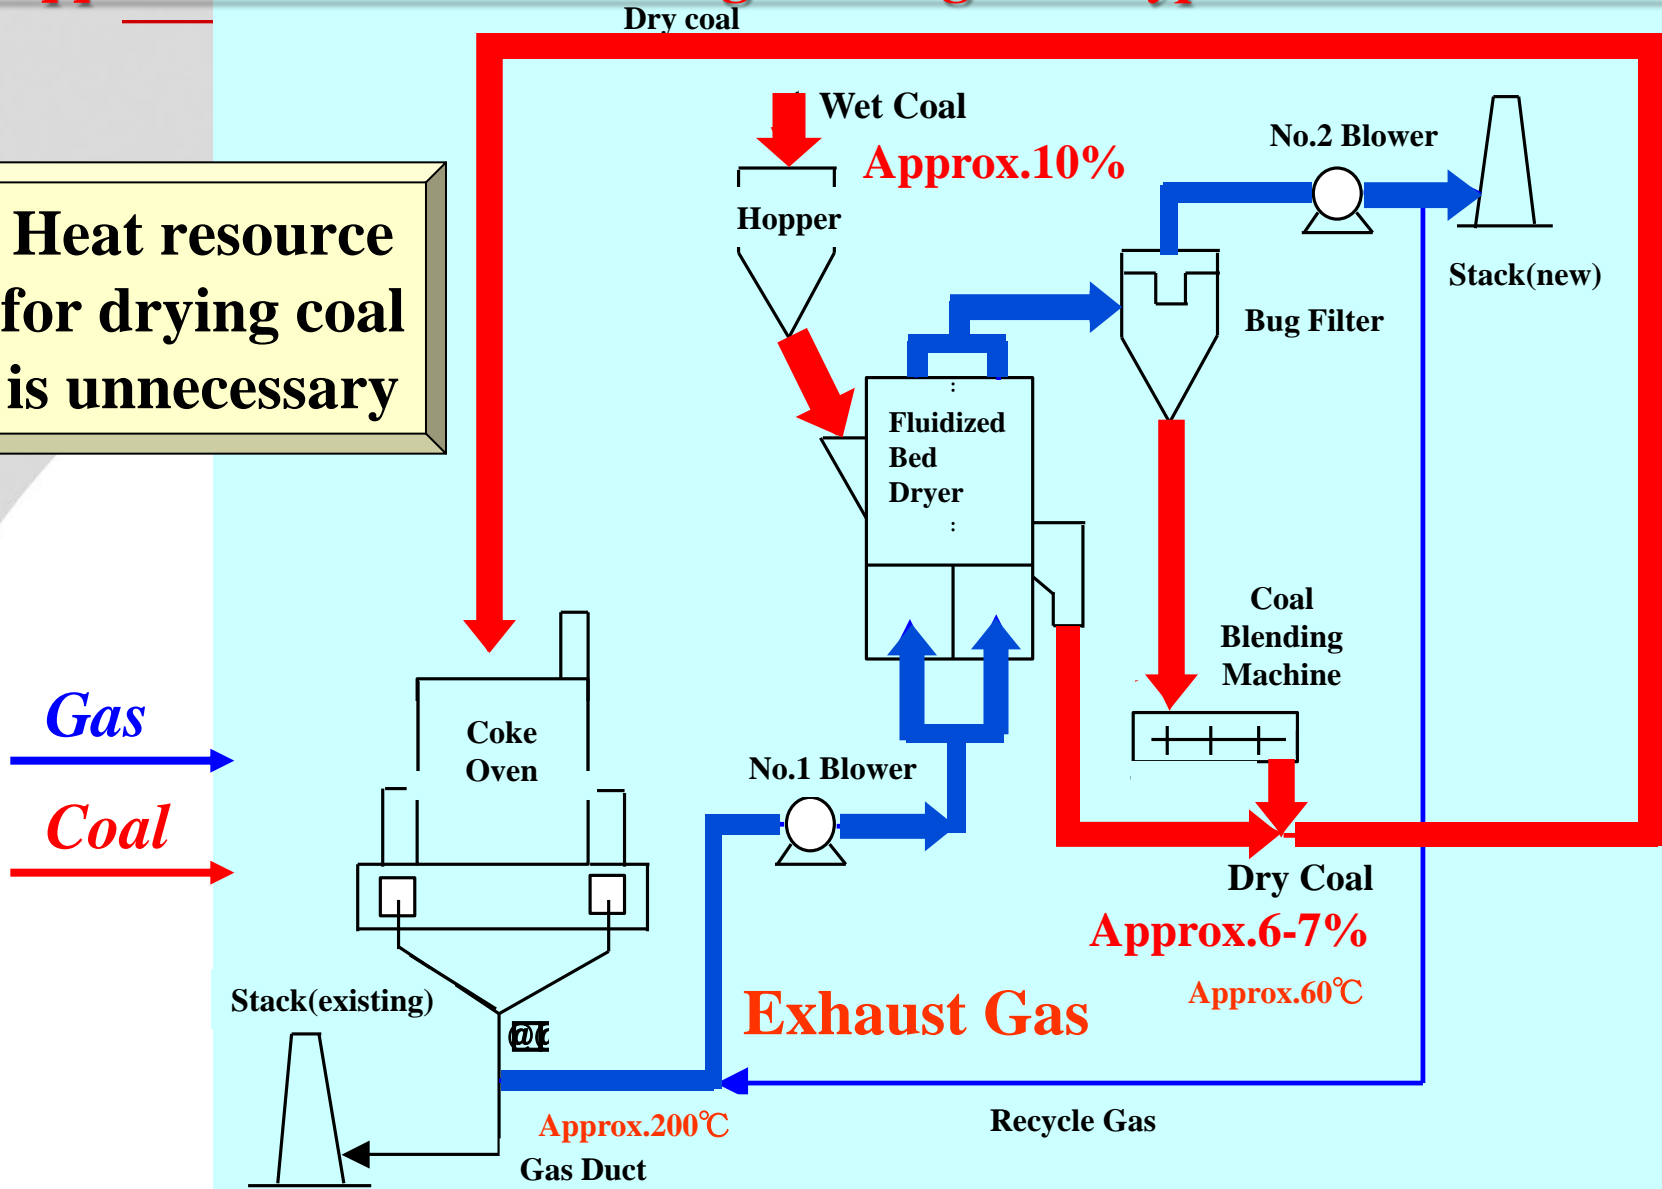 Dry coal
Wet Coal
Approx.10%
No.2 Blower
Hopper
Stack(new)
Bug Filter
Heat resource
for drying coal
is unnecessary
:
Fluidized
Bed
Dryer
:
Coal
Blending
Machine
Gas
Coke
Oven
No.1 Blower
Coal
Dry Coal
Approx.6-7%
Approx.60℃
Stack(existing)
Exhaust Gas
Approx.200℃
Recycle Gas
Gas Duct